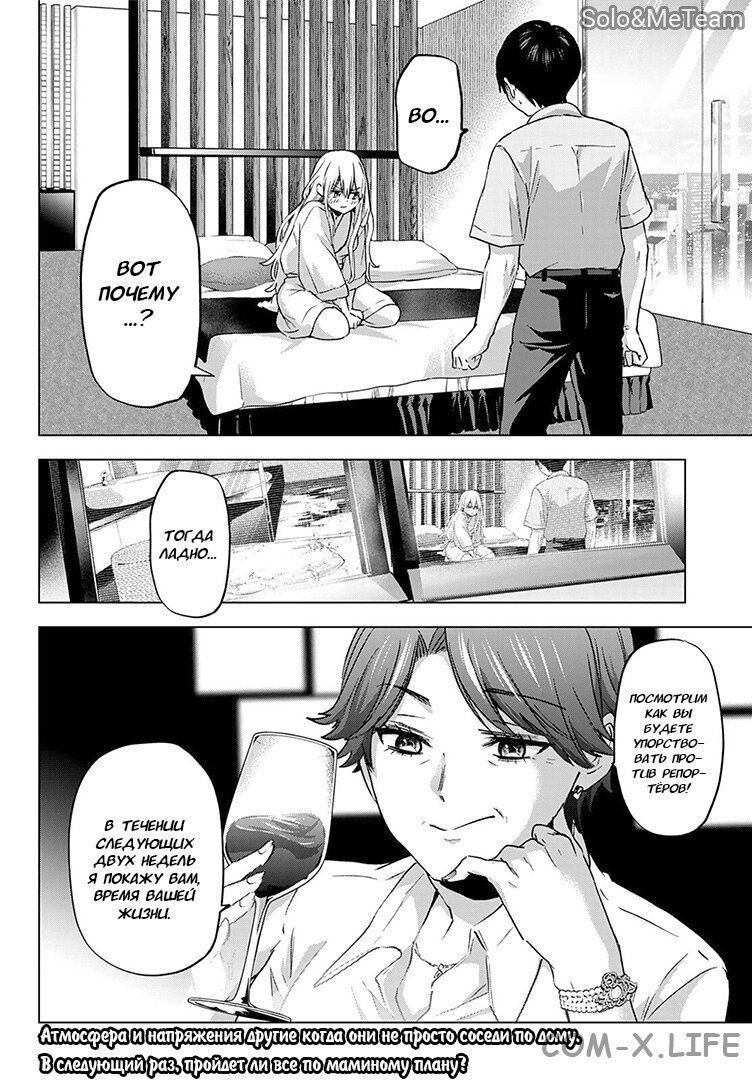 Solo&MeTeam
ВО...
ВОТ
ПОЧЕМУ
...?
ТОГДА
ЛАДНО...
ПОСМОТРИМ
КАК ВЫ
БУДЕТЕ
УПОРСТВО-
ВАТЬ ПРО-
ТИВ РЕПОР-
ТЁРОВ!
В ТЕЧЕНИИ
СЛЕДУЮЩИХ
ДВУХ НЕДЕЛЬ
Я ПОКАЖУ ВАМ,
ВРЕМЯ ВАШЕЙ
ЖИЗНИ.
Атмосфера и напряжения другие когда они не просто соседи по дому.
В следующий раз, пройдет ли все по маминому плану?
COM-X.LIFE